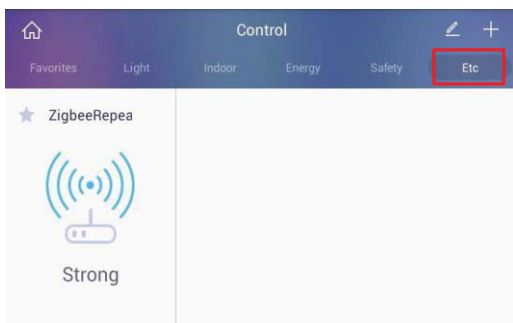 Control
Favorites Light Indoor Energy Safety Etc
ZigbeeRepea
Strong